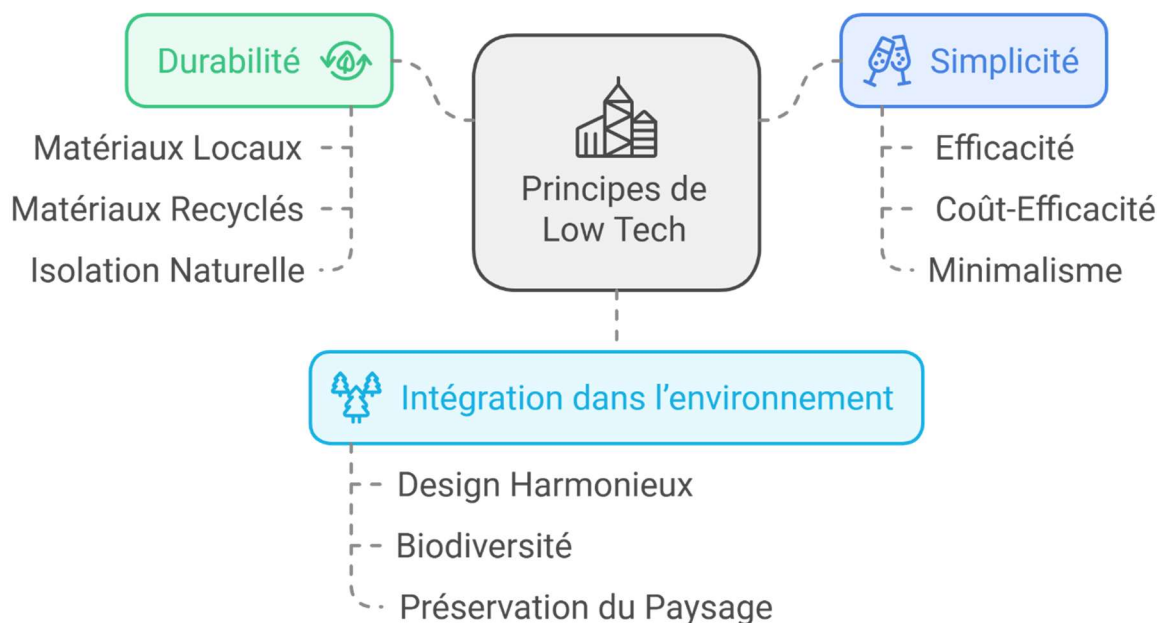 Durabilité
Matériaux Locaux
Matériaux Recyclés
Isolation Naturelle
Principes de
Low Tech
Simplicité
Efficacité
Coût-Efficacité
Minimalisme
Intégration dans l’environnement
Design Harmonieux
Biodiversité
Préservation du Paysage